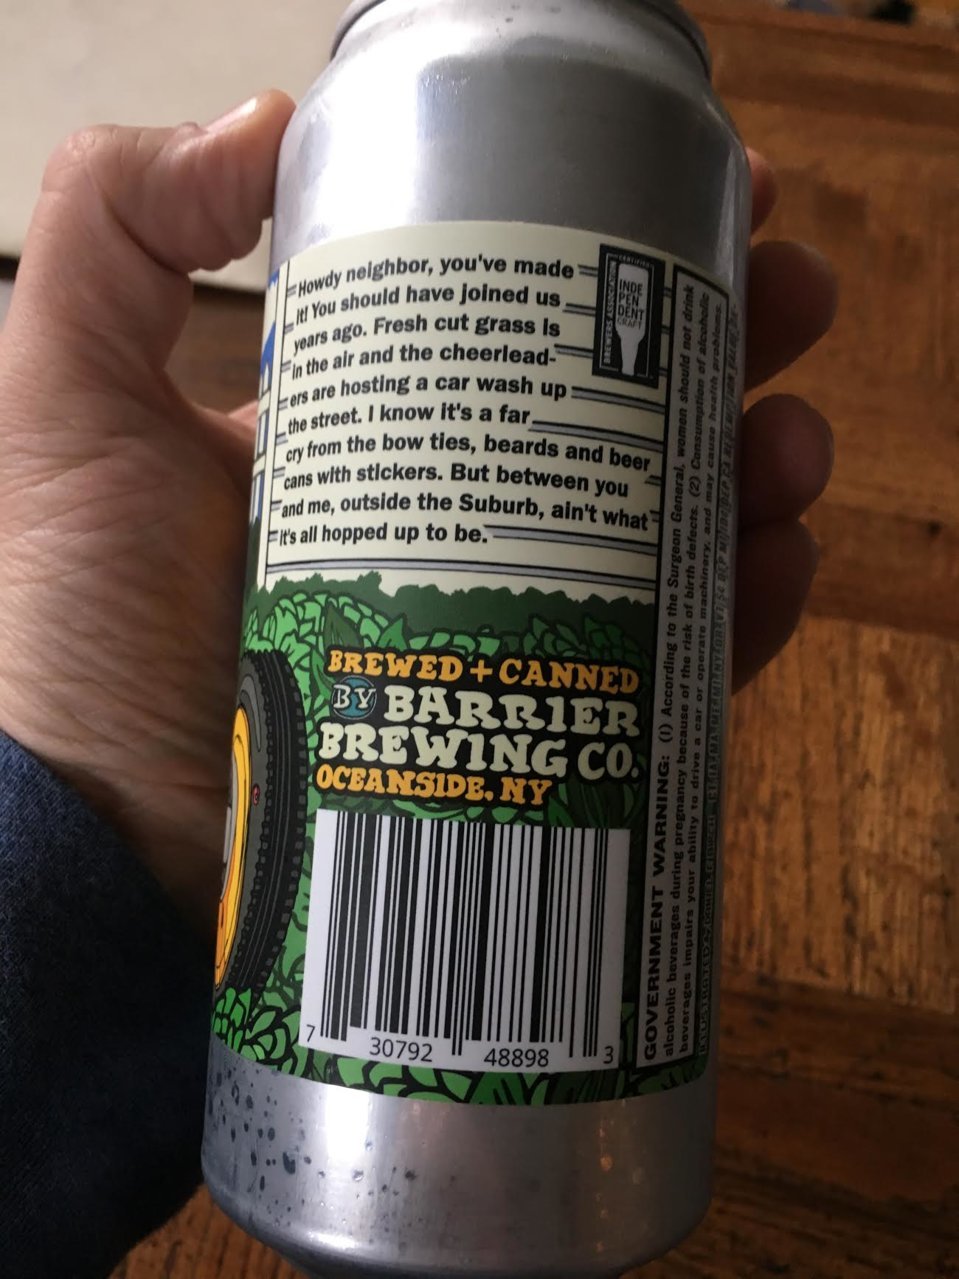 Howdy neighbor, you've made
it! You should have joined us
years ago. Fresh cut grass is
in the air and the cheerlead-
ers are hosting a car wash up
the street. I know it's a far
cry from the bow ties, beards and beer
cans with stickers. But between you
and me, outside the Suburb, ain't what
it's all hopped up to be.
CERTIFIED
INDE
PEN
DENT
CRAFT
BREWERS ASSOCIATION
BREWED + CANNED
BY BARRIER
BREWING CO.
OCEANSIDE, NY
7 30792 48898 3
GOVERNMENT WARNING: (1) According to the Surgeon General, women should not drink
alcoholic beverages during pregnancy because of the risk of birth defects. (2) Consumption of alcoholic
beverages impairs your ability to drive a car or operate machinery, and may cause health problems.